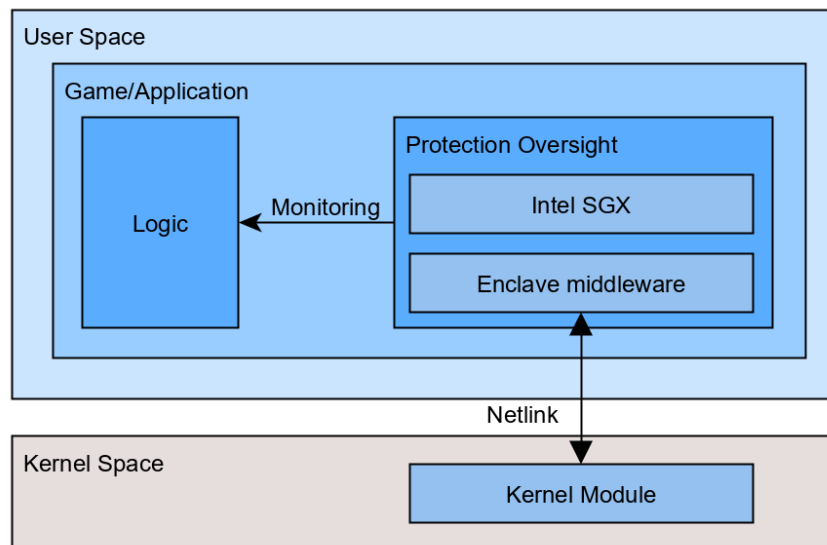 User Space
Game/Application
Protection Oversight
Intel SGX
Monitoring
Logic
Enclave middleware
Netlink
Kernel Space
Kernel Module